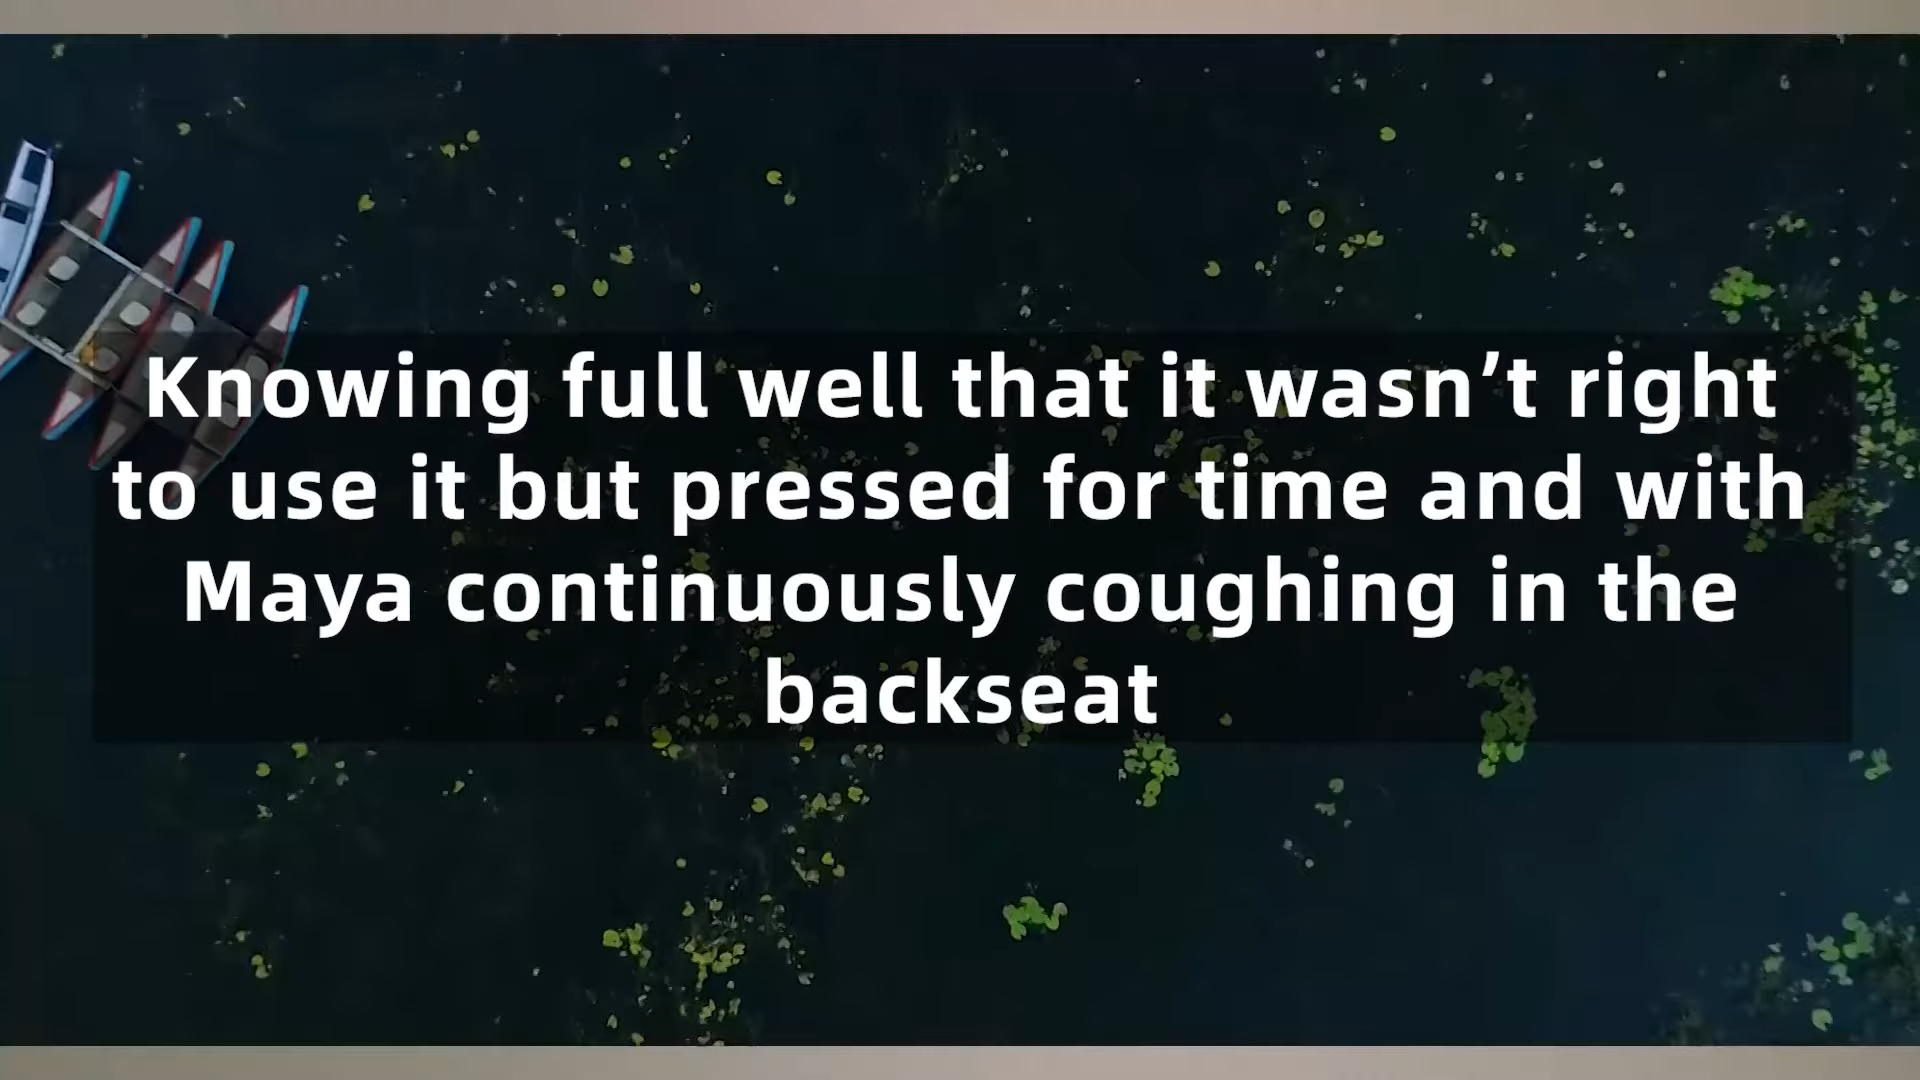 Knowing full well that it wasn’t right
to use it but pressed for time and with
Maya continuously coughing in the
backseat